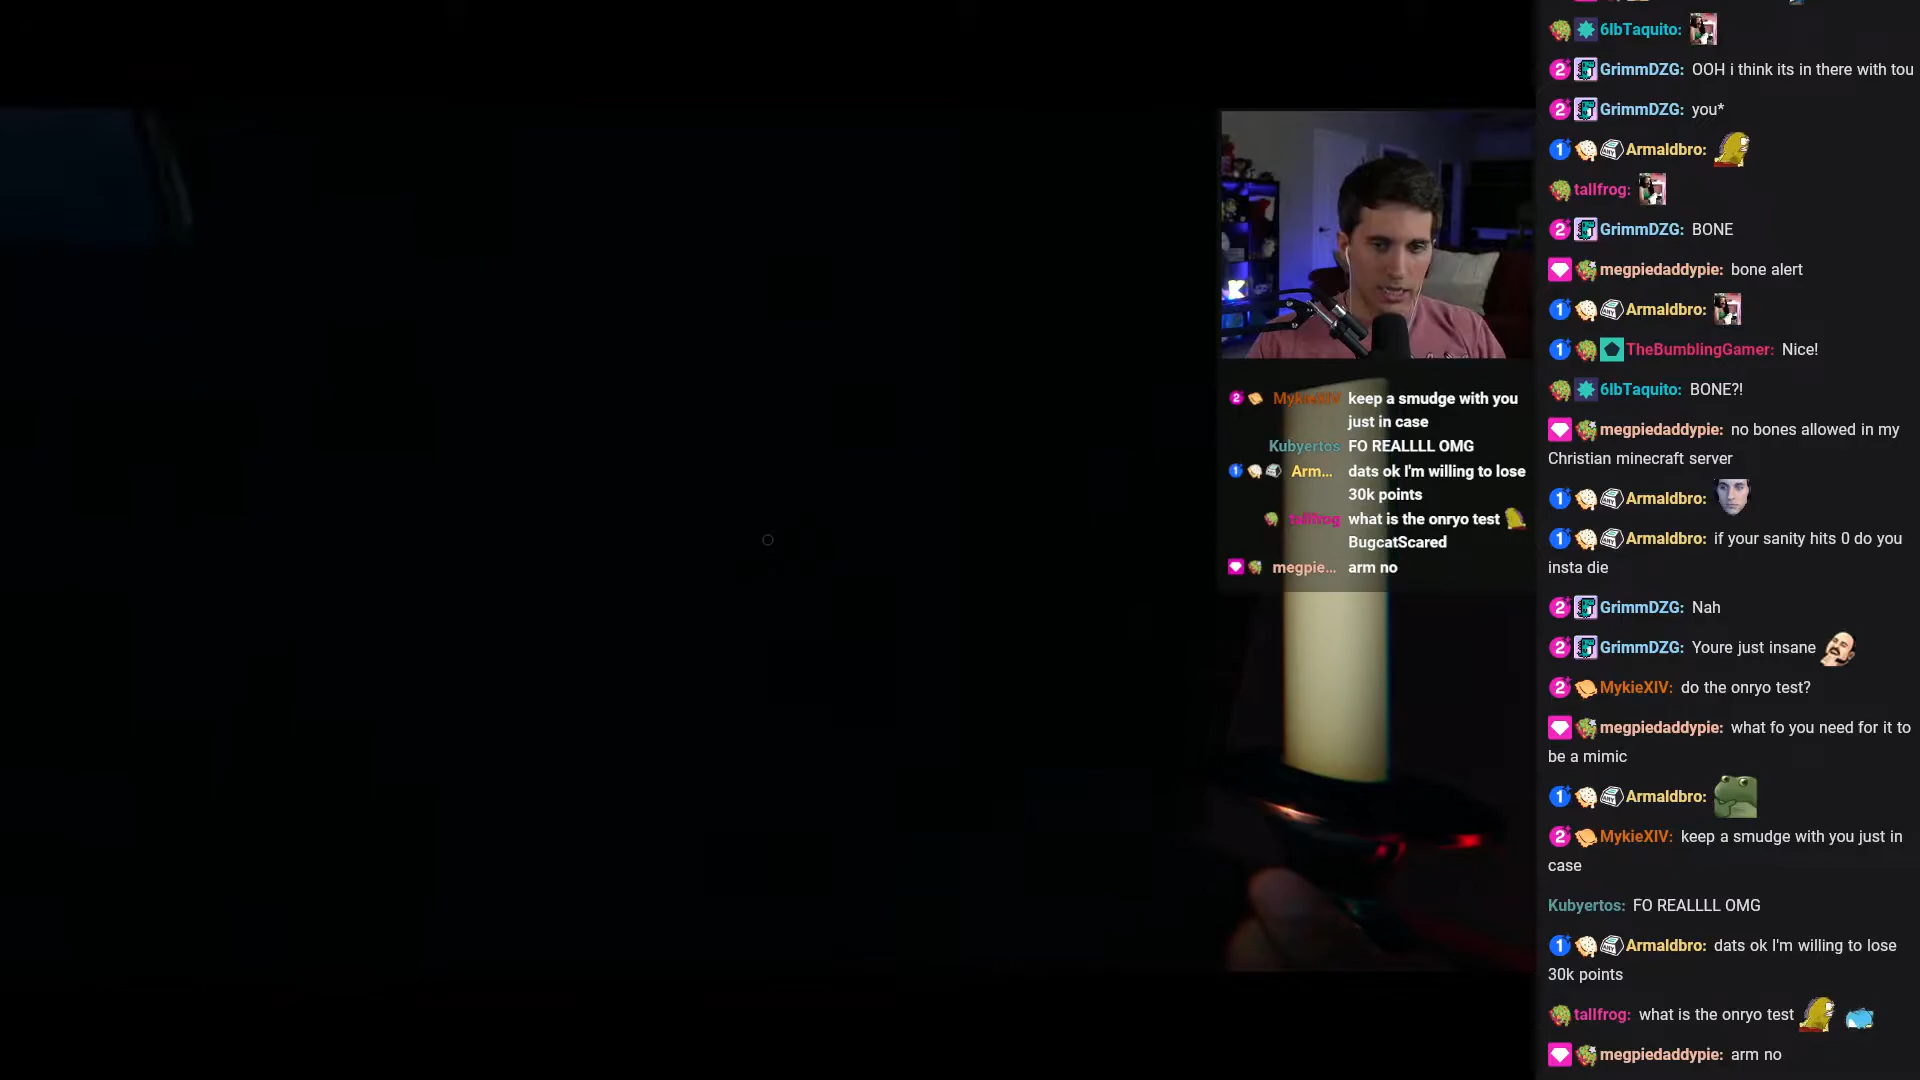 MykieXIV keep a smudge with you
just in case
Kubyertos FO REALLLL OMG
Arm... dats ok I'm willing to lose
30k points
tallfrog what is the onryo test
BugcatScared
megpie... arm no
6lbTaquito:
GrimmDZG: OOH i think its in there with tou
GrimmDZG: you*
Armaldbro:
tallfrog:
GrimmDZG: BONE
megpiedaddypie: bone alert
Armaldbro:
TheBumblingGamer: Nice!
6lbTaquito: BONE?!
megpiedaddypie: no bones allowed in my
Christian minecraft server
Armaldbro:
Armaldbro: if your sanity hits 0 do you
insta die
GrimmDZG: Nah
GrimmDZG: Youre just insane
MykieXIV: do the onryo test?
megpiedaddypie: what fo you need for it to
be a mimic
Armaldbro:
MykieXIV: keep a smudge with you just in
case
Kubyertos: FO REALLLL OMG
Armaldbro: dats ok I'm willing to lose
30k points
tallfrog: what is the onryo test
megpiedaddypie: arm no